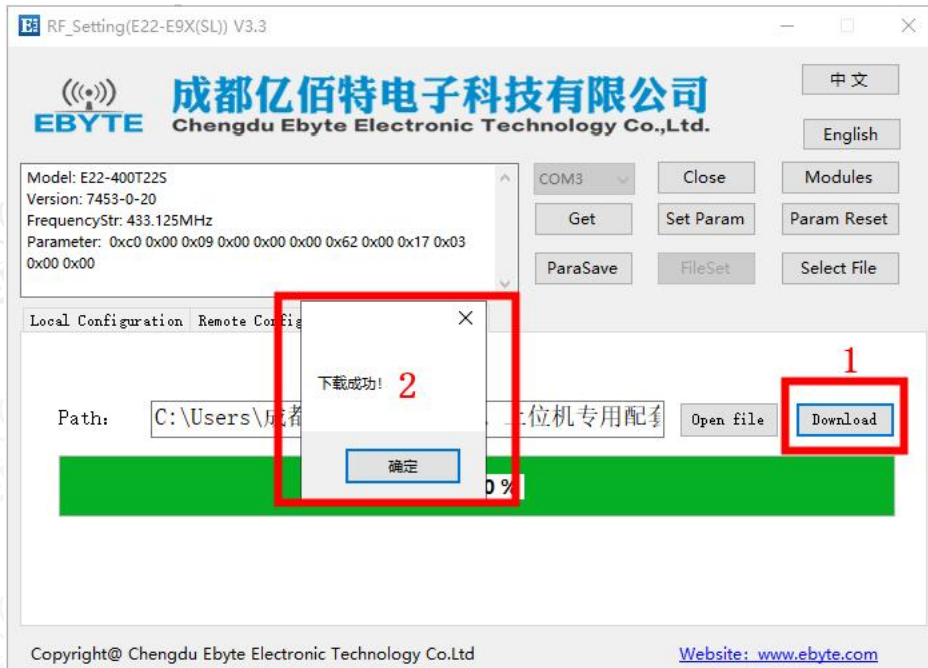 RF_Setting(E22-E9X(SL)) V3.3
EBYTE
成都亿佰特电子科技有限公司
Chengdu Ebyte Electronic Technology Co.,Ltd.
中文
English
Model: E22-400T22S
Version: 7453-0-20
FrequencyStr: 433.125MHz
Parameter: 0xc0 0x00 0x09 0x00 0x00 0x00 0x62 0x00 0x17 0x03
0x00 0x00
COM3
Close
Modules
Get
Set Param
Param Reset
ParaSave
FileSet
Select File
Local Configuration
Remote Config
下载成功!
2
确定
1
Path:
C:\Users\成都
上位机专用配套
Open file
Download
0%
Copyright@ Chengdu Ebyte Electronic Technology Co.Ltd
Website: www.ebyte.com